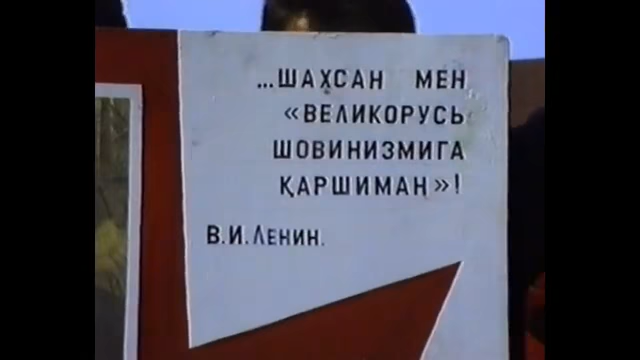 ...ШАХСАН МЕН
«ВЕЛИКОРУСЬ
ШОВИНИЗМИГА
ҚАРШИМАН»!
В.И.Ленин.